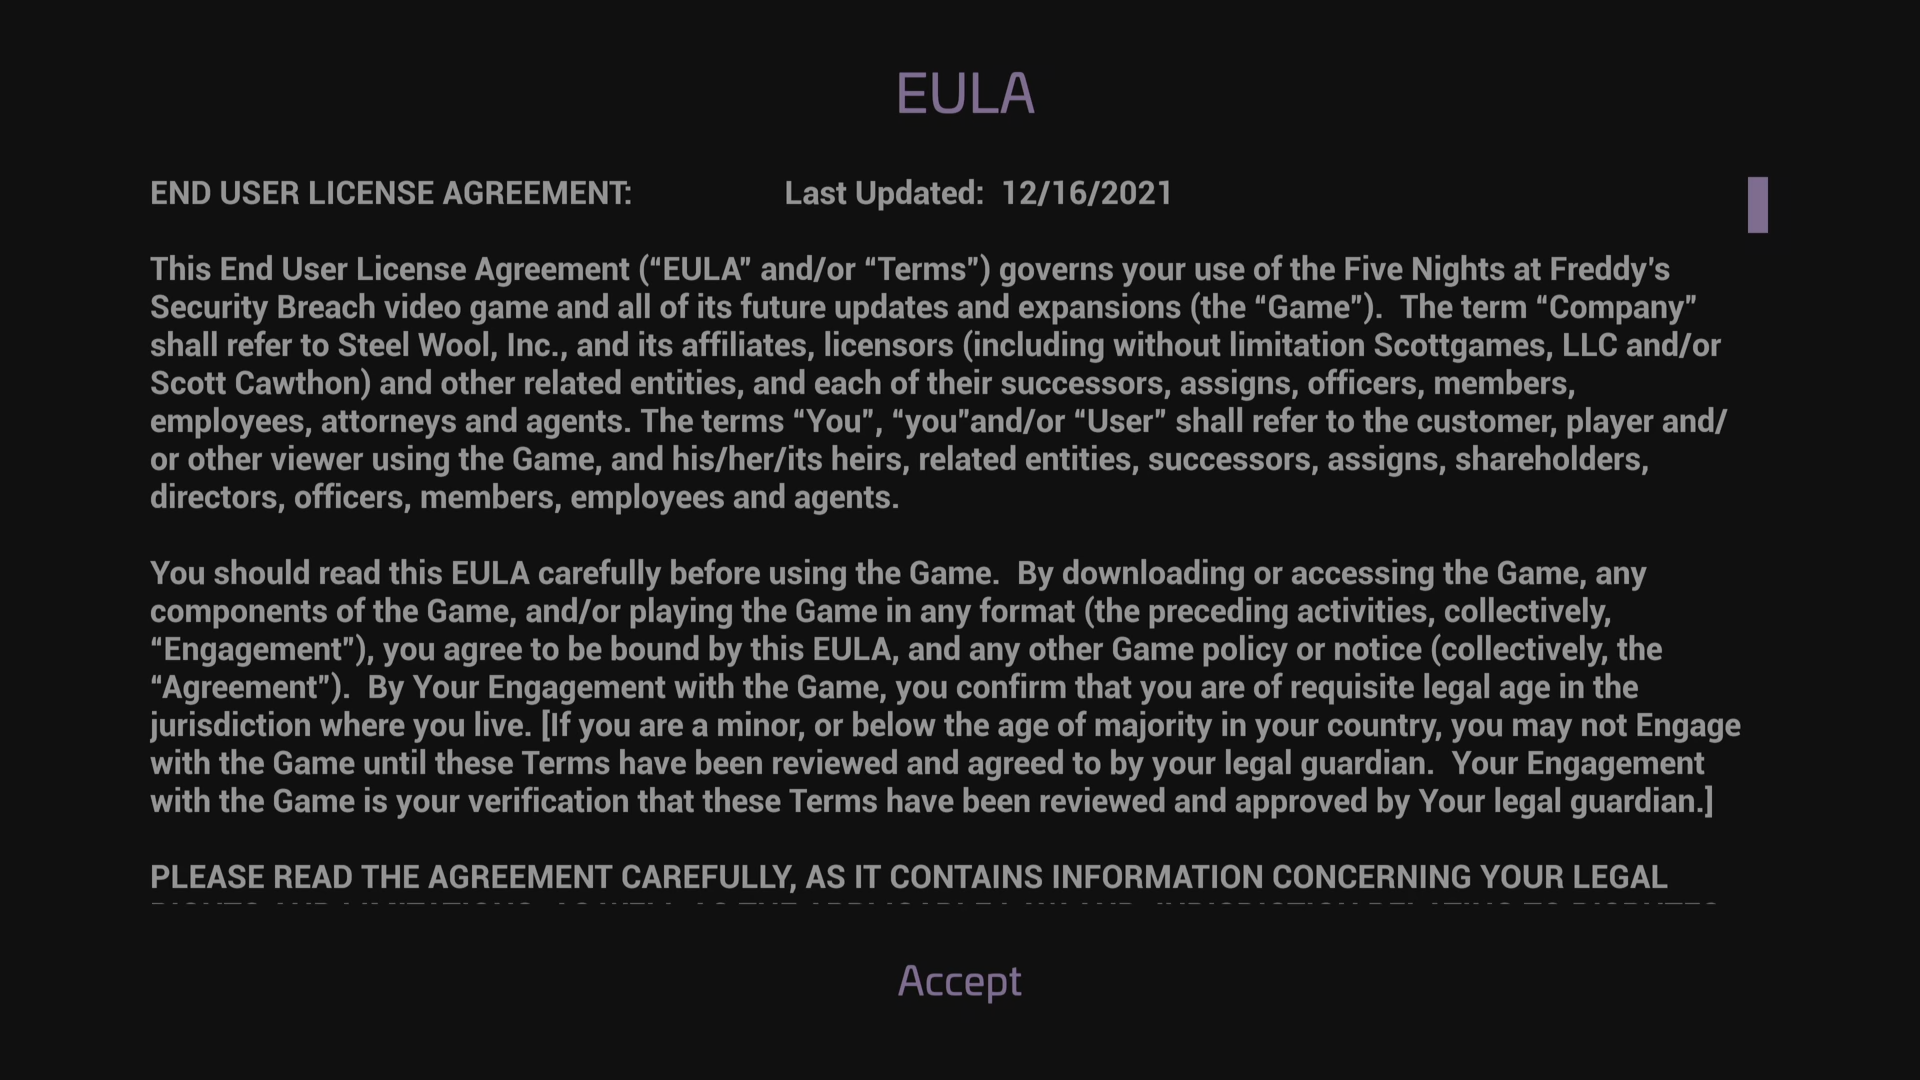 EULA
END USER LICENSE AGREEMENT: Last Updated: 12/16/2021
This End User License Agreement (“EULA” and/or “Terms”) governs your use of the Five Nights at Freddy's
Security Breach video game and all of its future updates and expansions (the “Game”). The term “Company”
shall refer to Steel Wool, Inc., and its affiliates, licensors (including without limitation Scottgames, LLC and/or
Scott Cawthon) and other related entities, and each of their successors, assigns, officers, members,
employees, attorneys and agents. The terms “You”, “you”and/or “User” shall refer to the customer, player and/
or other viewer using the Game, and his/her/its heirs, related entities, successors, assigns, shareholders,
directors, officers, members, employees and agents.
You should read this EULA carefully before using the Game. By downloading or accessing the Game, any
components of the Game, and/or playing the Game in any format (the preceding activities, collectively,
“Engagement”), you agree to be bound by this EULA, and any other Game policy or notice (collectively, the
“Agreement”). By Your Engagement with the Game, you confirm that you are of requisite legal age in the
jurisdiction where you live. [If you are a minor, or below the age of majority in your country, you may not Engage
with the Game until these Terms have been reviewed and agreed to by your legal guardian. Your Engagement
with the Game is your verification that these Terms have been reviewed and approved by Your legal guardian.]
PLEASE READ THE AGREEMENT CAREFULLY, AS IT CONTAINS INFORMATION CONCERNING YOUR LEGAL
Accept